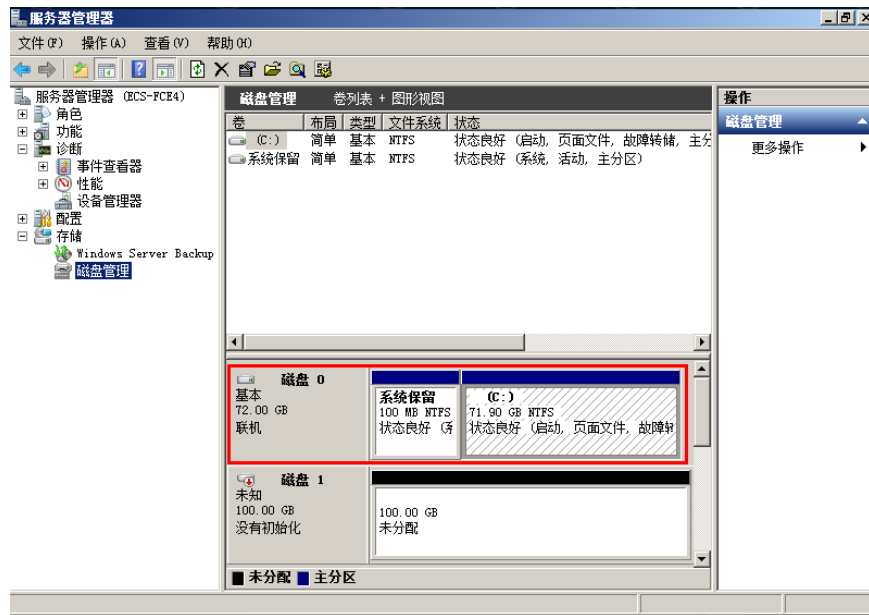 服务器管理器
文件(F) 操作(A) 查看(V) 帮助(H)
服务器管理器 (ECS-FCE4)
角色
功能
诊断
事件查看器
性能
设备管理器
配置
存储
Windows Server Backup
磁盘管理
磁盘管理 卷列表 + 图形视图
卷 布局 类型 文件系统 状态
(C:) 简单 基本 NTFS 状态良好 (启动, 页面文件, 故障转储, 主分
系统保留 简单 基本 NTFS 状态良好 (系统, 活动, 主分区)
磁盘 0
基本
72.00 GB
联机
系统保留
100 MB NTFS
状态良好 (系
(C:)
71.90 GB NTFS
状态良好 (启动, 页面文件, 故障转
磁盘 1
未知
100.00 GB
没有初始化
100.00 GB
未分配
未分配 主分区
操作
磁盘管理
更多操作